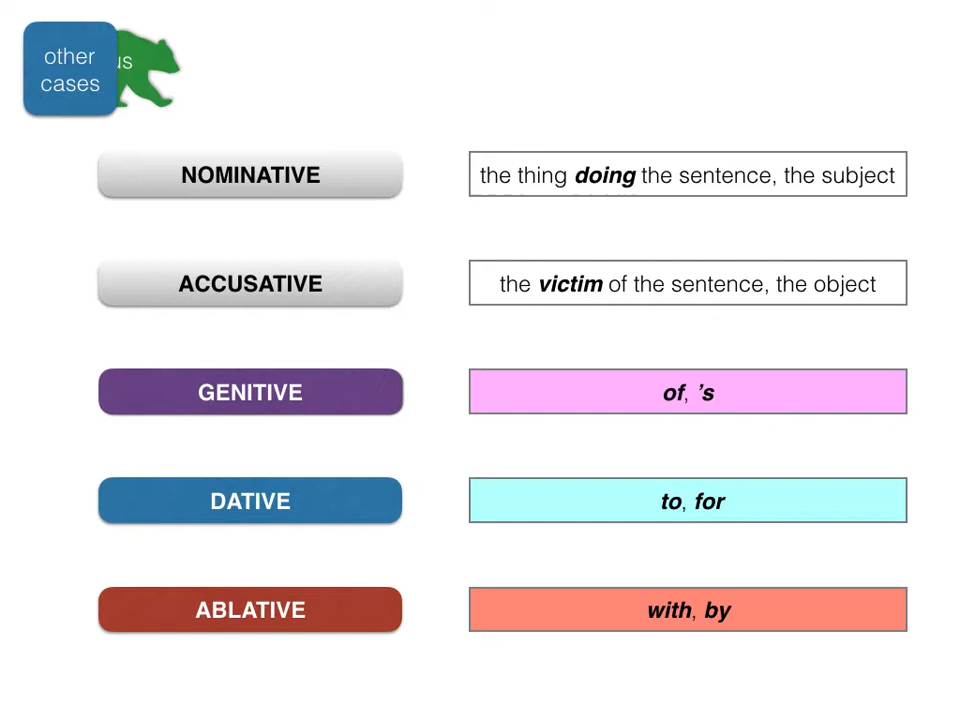 other
cases
us
NOMINATIVE
the thing doing the sentence, the subject
ACCUSATIVE
the victim of the sentence, the object
GENITIVE
of, ’s
DATIVE
to, for
ABLATIVE
with, by